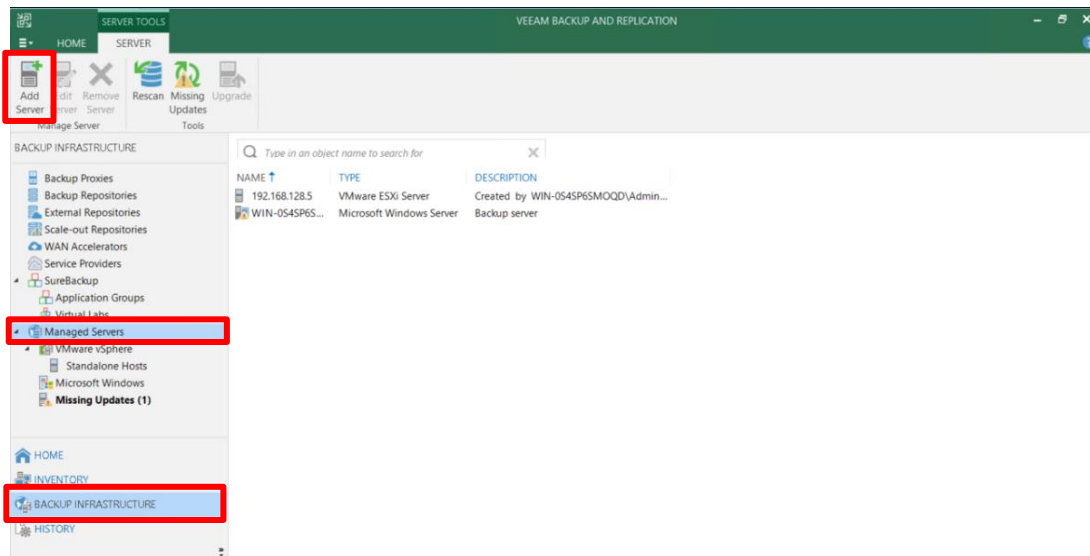 SERVER TOOLS
VEEAM BACKUP AND REPLICATION
HOME
SERVER
Add Server
Edit Server
Remove Server
Rescan
Missing Updates
Upgrade
Manage Server
Tools
BACKUP INFRASTRUCTURE
Type in an object name to search for
Backup Proxies
Backup Repositories
External Repositories
Scale-out Repositories
WAN Accelerators
Service Providers
SureBackup
Application Groups
Virtual Labs
Managed Servers
VMware vSphere
Standalone Hosts
Microsoft Windows
Missing Updates (1)
NAME TYPE DESCRIPTION
192.168.128.5 VMware ESXi Server Created by WIN-0S4SP6SMOQD\Admin...
WIN-0S4SP6S... Microsoft Windows Server Backup server
HOME
INVENTORY
BACKUP INFRASTRUCTURE
HISTORY